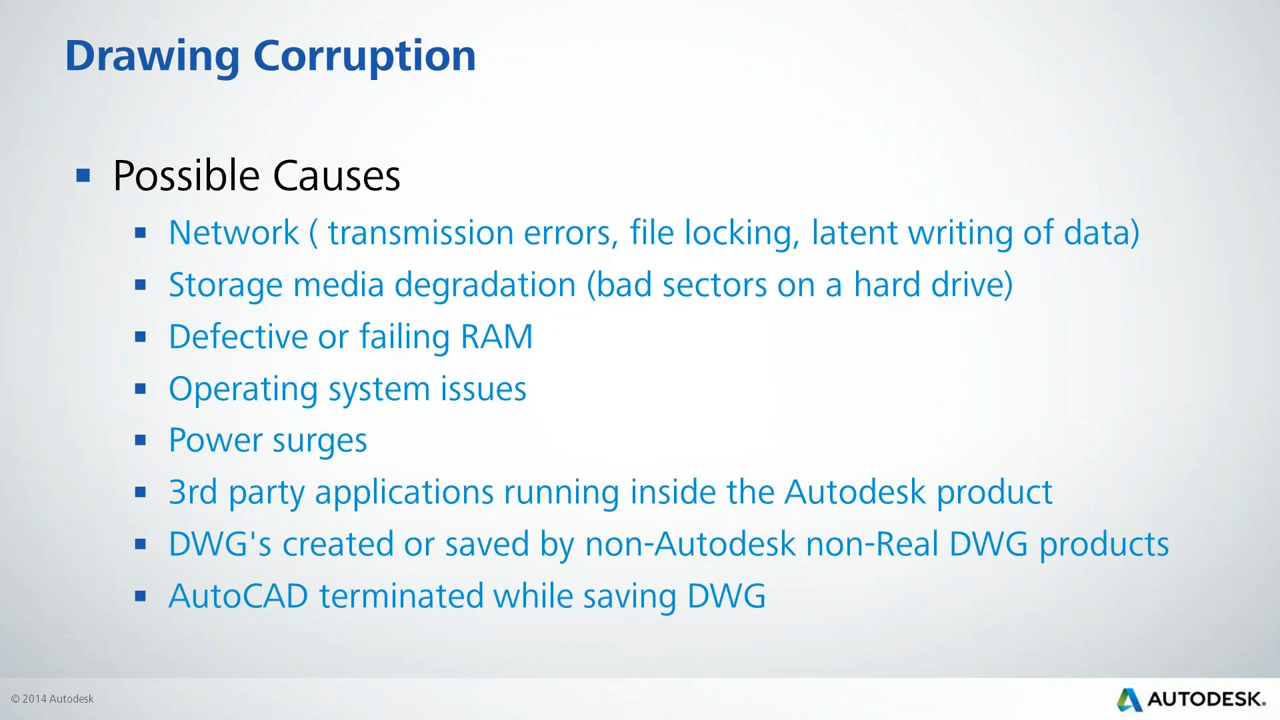 Drawing Corruption
Possible Causes
Network ( transmission errors, file locking, latent writing of data)
Storage media degradation (bad sectors on a hard drive)
Defective or failing RAM
Operating system issues
Power surges
3rd party applications running inside the Autodesk product
DWG's created or saved by non-Autodesk non-Real DWG products
AutoCAD terminated while saving DWG
© 2014 Autodesk
AUTODESK.